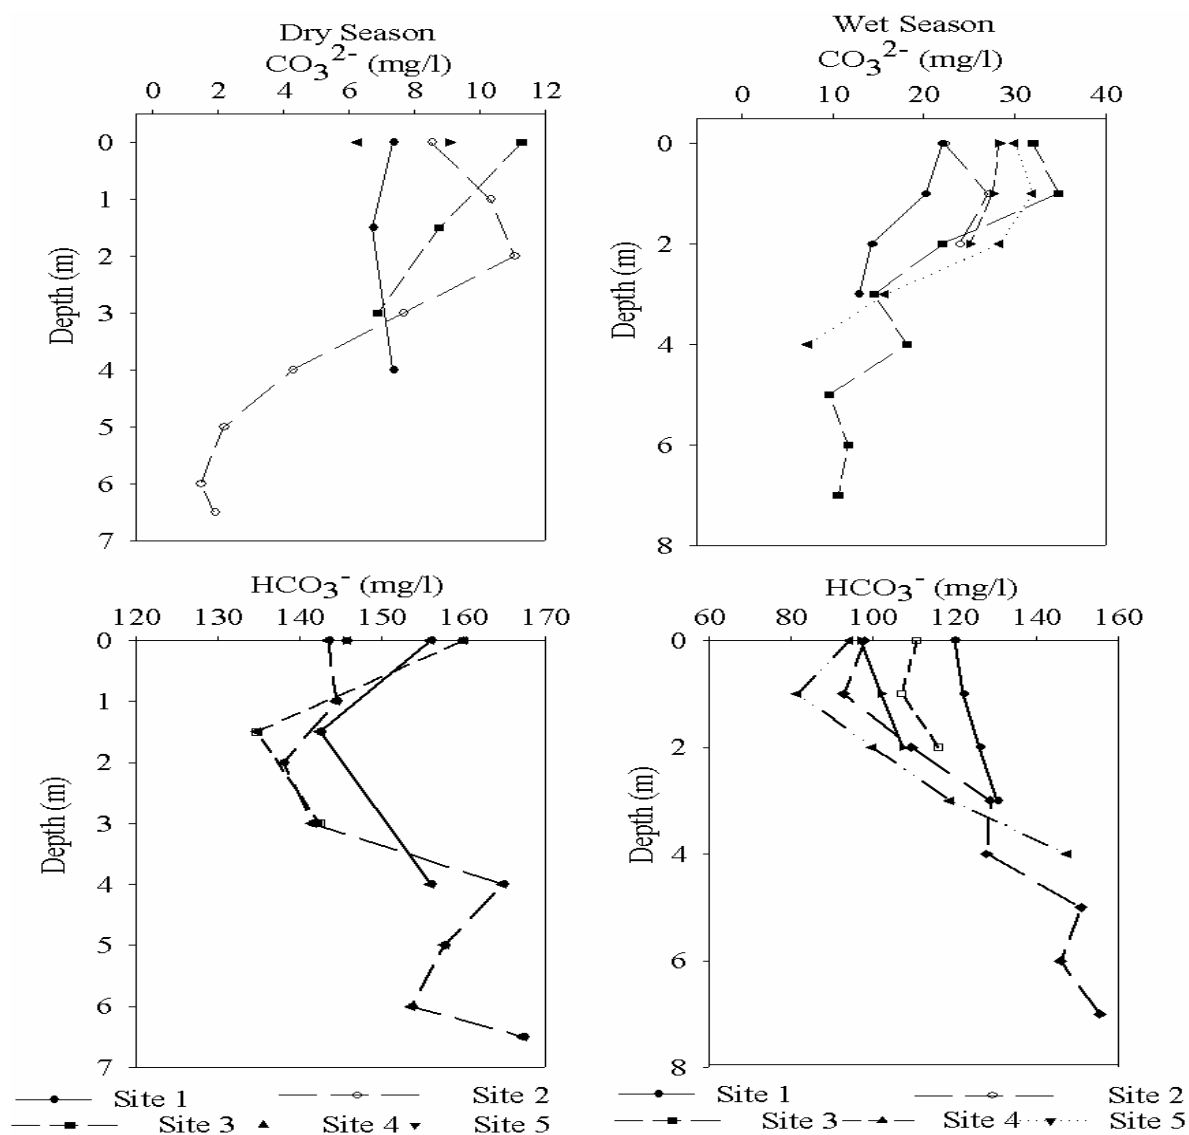 Dry Season
CO₃²⁻ (mg/l)
0 2 4 6 8 10 12
0
1
2
3
4
5
6
7
Depth (m)
Wet Season
CO₃²⁻ (mg/l)
0 10 20 30 40
0
2
4
6
8
Depth (m)
HCO₃⁻ (mg/l)
120 130 140 150 160 170
0
1
2
3
4
5
6
7
Depth (m)
HCO₃⁻ (mg/l)
60 80 100 120 140 160
0
2
4
6
8
Depth (m)
Site 1 Site 2
Site 3 Site 4 Site 5
Site 1 Site 2
Site 3 Site 4 Site 5